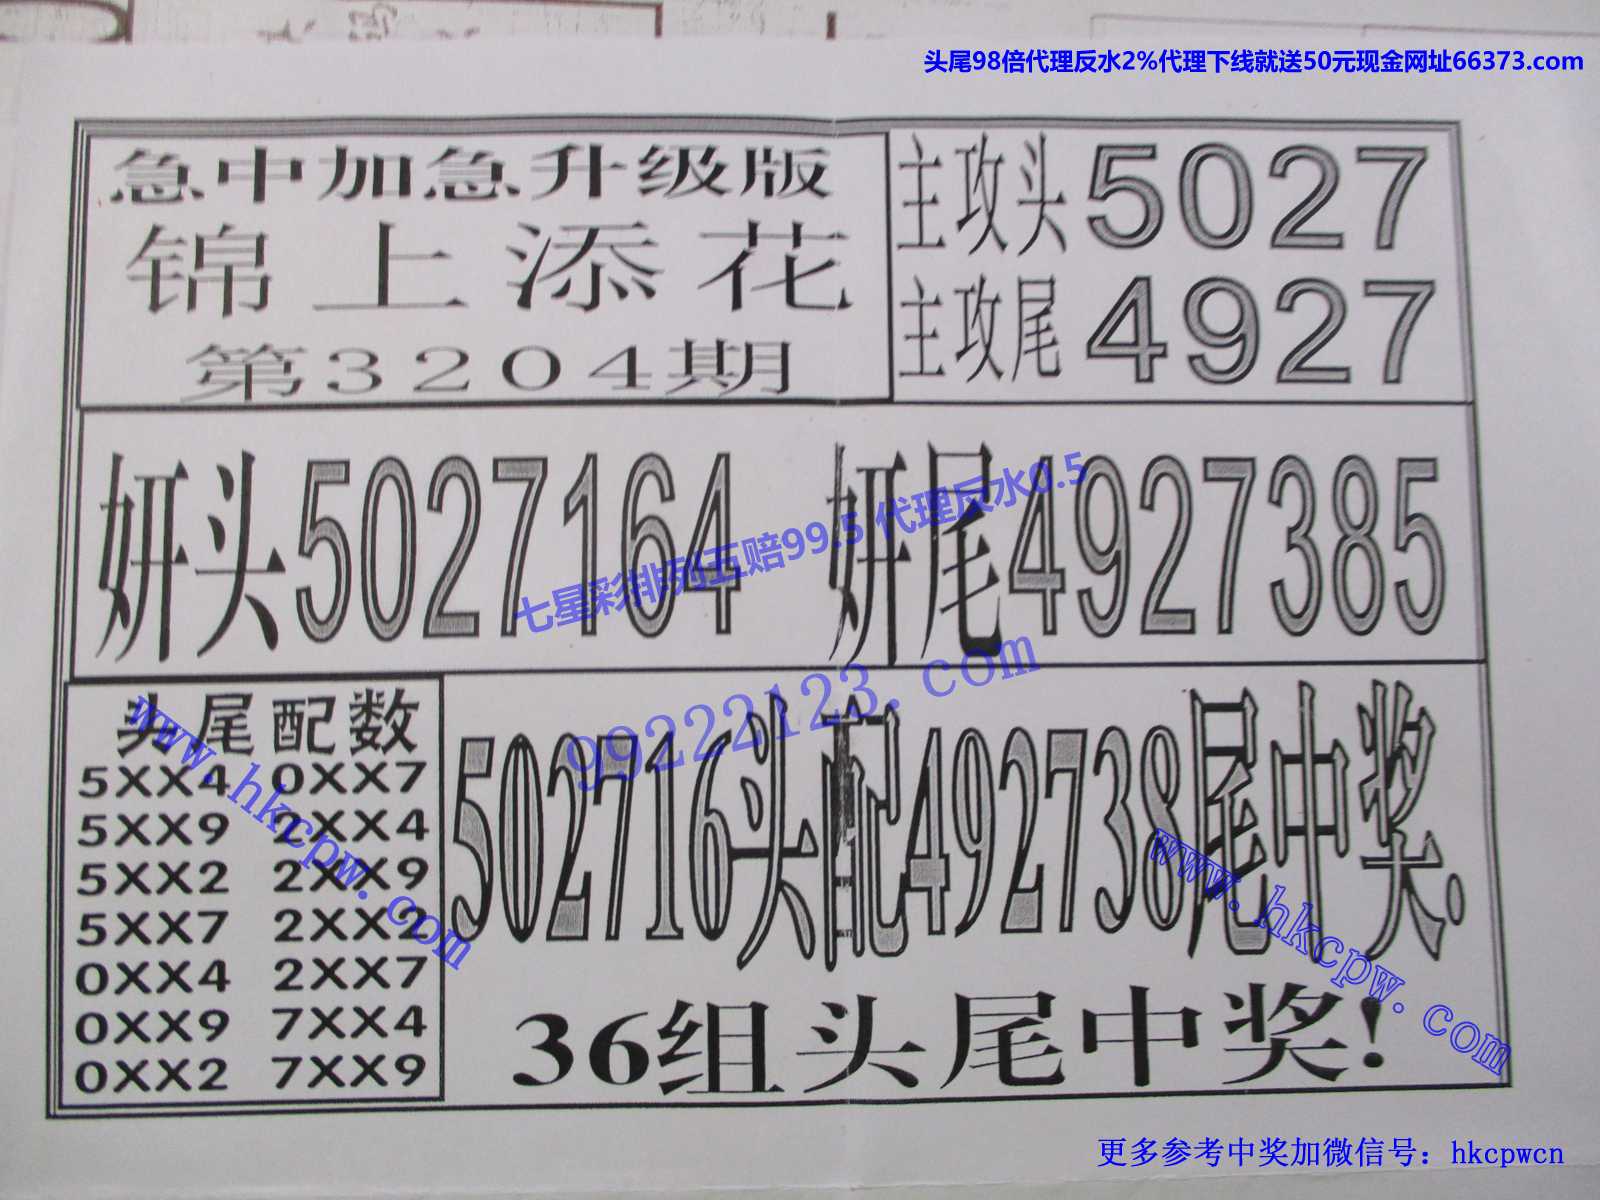 头尾98倍代理反水2%代理下线就送50元现金网址66373.com
急中加急升级版
锦上添花
第3204期
主攻头5027
主攻尾4927
妍头5027164 妍尾4927385
七星彩排列五赔99.5 代理反水0.5
99222123.com
头尾配数
5XX4 0XX7
5XX9 2XX4
5XX2 2XX9
5XX7 2XX2
0XX4 2XX7
0XX9 7XX4
0XX2 7XX9
www.hkcpw.com
502716头配492738尾中奖.
www.hkcpw.com
36组头尾中奖!
更多参考中奖加微信号：hkcpwcn